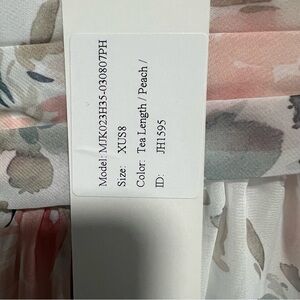 Model: MJK023H35-030807PH
Size: XUS8
Color: Tea Length / Peach /
ID: JH1595